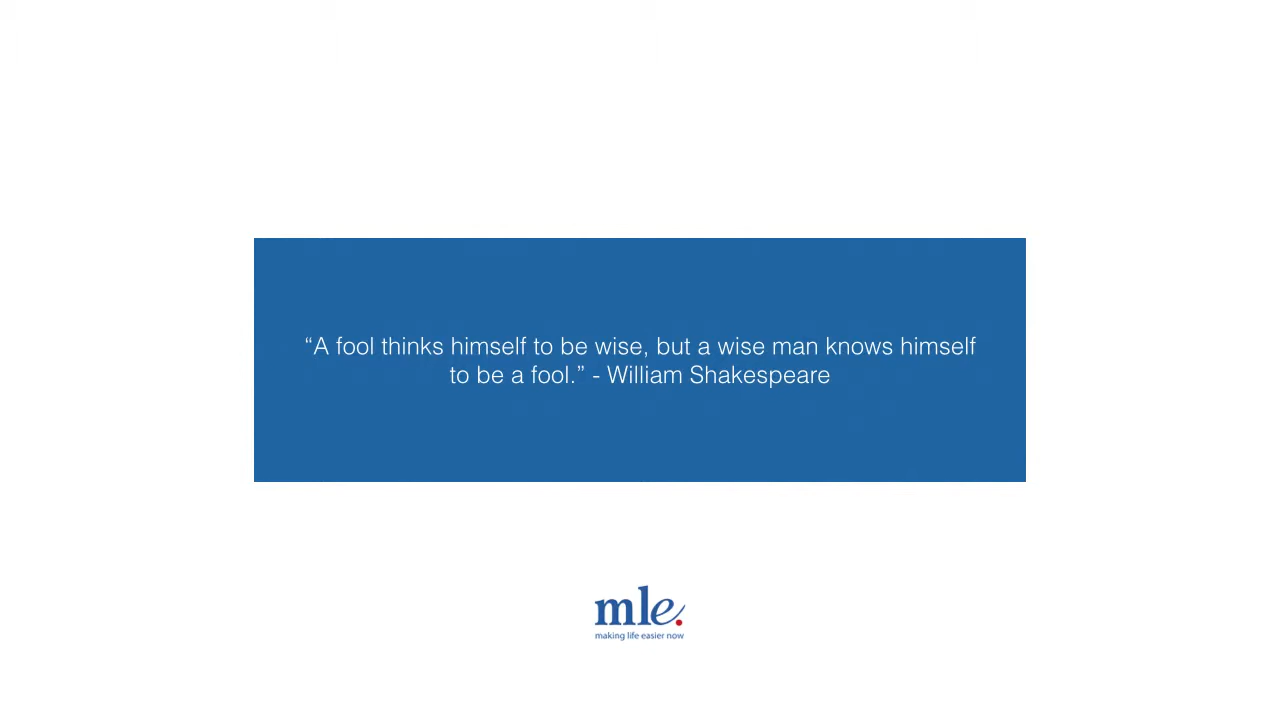 “A fool thinks himself to be wise, but a wise man knows himself
to be a fool.” - William Shakespeare
mle.
making life easier now